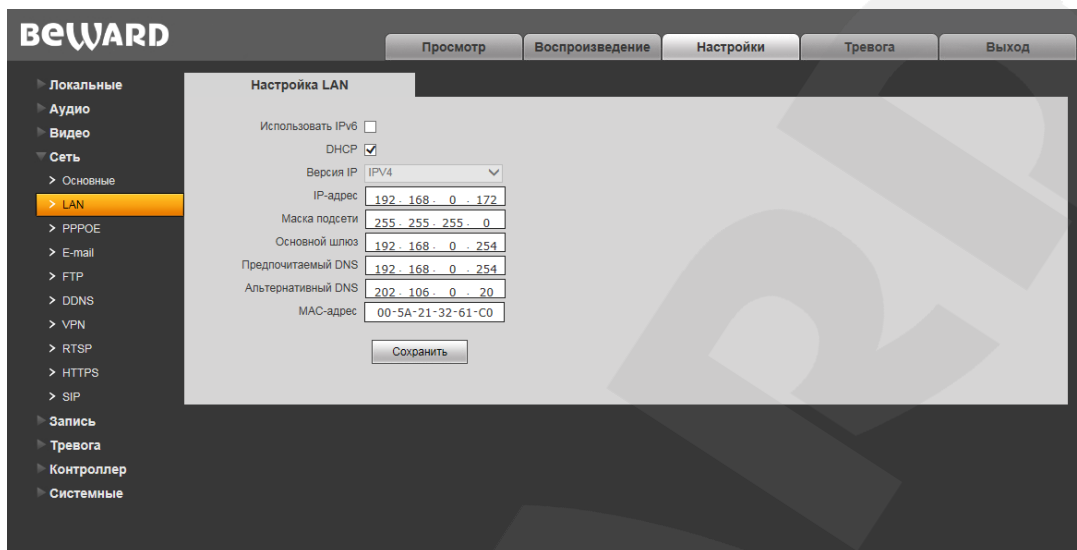 BEWARD
Просмотр Воспроизведение Настройки Тревога Выход
Локальные
Аудио
Видео
Сеть
> Основные
> LAN
> PPPOE
> E-mail
> FTP
> DDNS
> VPN
> RTSP
> HTTPS
> SIP
Запись
Тревога
Контроллер
Системные
Настройка LAN
Использовать IPv6
DHCP
Версия IP IPV4
IP-адрес 192 . 168 . 0 . 172
Маска подсети 255 . 255 . 255 . 0
Основной шлюз 192 . 168 . 0 . 254
Предпочитаемый DNS 192 . 168 . 0 . 254
Альтернативный DNS 202 . 106 . 0 . 20
MAC-адрес 00-5A-21-32-61-C0
Сохранить